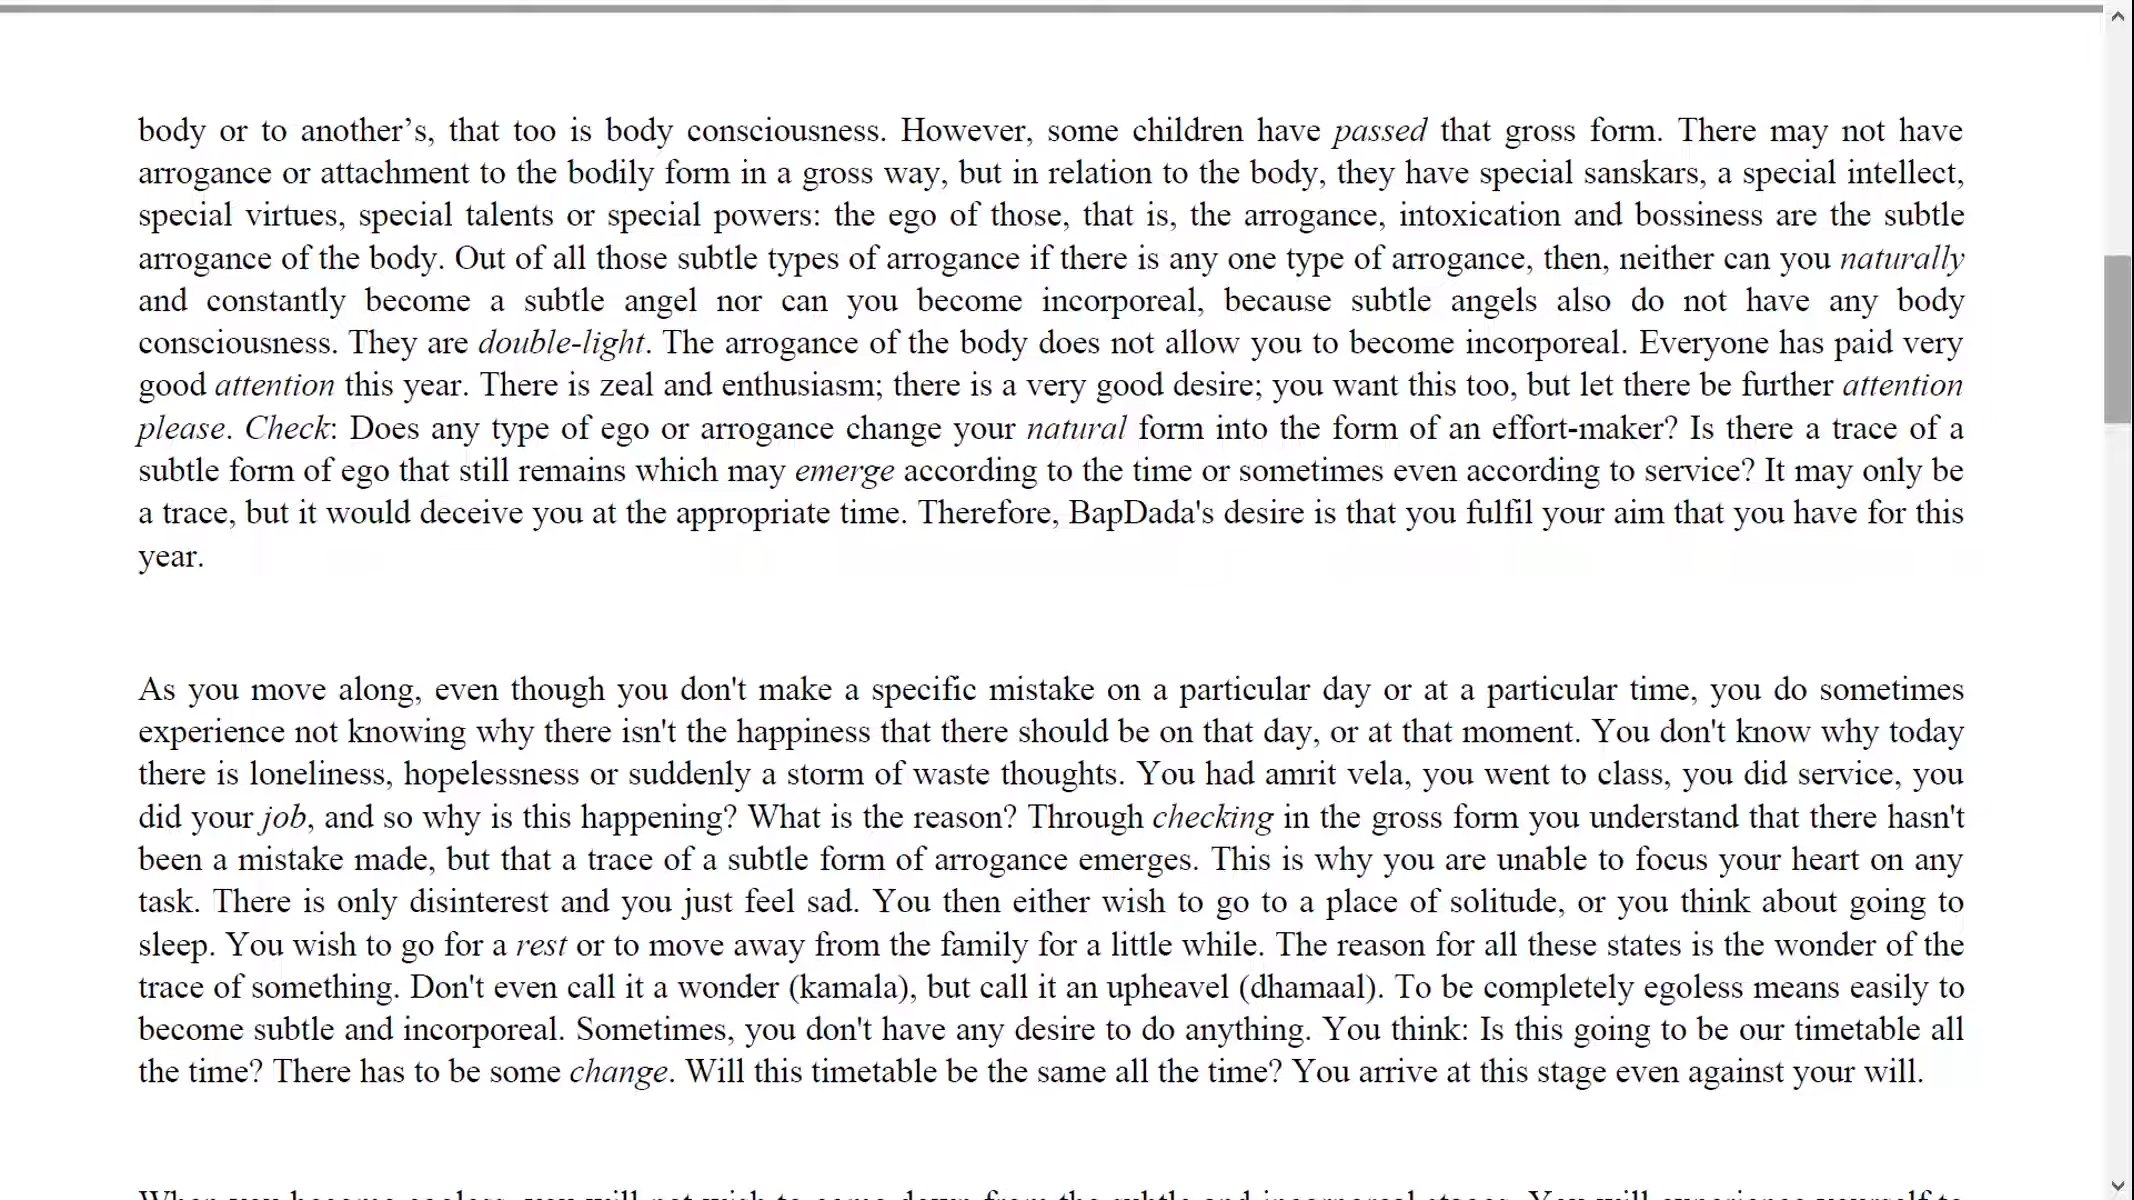 body or to another’s, that too is body consciousness. However, some children have passed that gross form. There may not have
arrogance or attachment to the bodily form in a gross way, but in relation to the body, they have special sanskars, a special intellect,
special virtues, special talents or special powers: the ego of those, that is, the arrogance, intoxication and bossiness are the subtle
arrogance of the body. Out of all those subtle types of arrogance if there is any one type of arrogance, then, neither can you naturally
and constantly become a subtle angel nor can you become incorporeal, because subtle angels also do not have any body
consciousness. They are double-light. The arrogance of the body does not allow you to become incorporeal. Everyone has paid very
good attention this year. There is zeal and enthusiasm; there is a very good desire; you want this too, but let there be further attention
please. Check: Does any type of ego or arrogance change your natural form into the form of an effort-maker? Is there a trace of a
subtle form of ego that still remains which may emerge according to the time or sometimes even according to service? It may only be
a trace, but it would deceive you at the appropriate time. Therefore, BapDada's desire is that you fulfil your aim that you have for this
year.
As you move along, even though you don't make a specific mistake on a particular day or at a particular time, you do sometimes
experience not knowing why there isn't the happiness that there should be on that day, or at that moment. You don't know why today
there is loneliness, hopelessness or suddenly a storm of waste thoughts. You had amrit vela, you went to class, you did service, you
did your job, and so why is this happening? What is the reason? Through checking in the gross form you understand that there hasn't
been a mistake made, but that a trace of a subtle form of arrogance emerges. This is why you are unable to focus your heart on any
task. There is only disinterest and you just feel sad. You then either wish to go to a place of solitude, or you think about going to
sleep. You wish to go for a rest or to move away from the family for a little while. The reason for all these states is the wonder of the
trace of something. Don't even call it a wonder (kamala), but call it an upheavel (dhamaal). To be completely egoless means easily to
become subtle and incorporeal. Sometimes, you don't have any desire to do anything. You think: Is this going to be our timetable all
the time? There has to be some change. Will this timetable be the same all the time? You arrive at this stage even against your will.